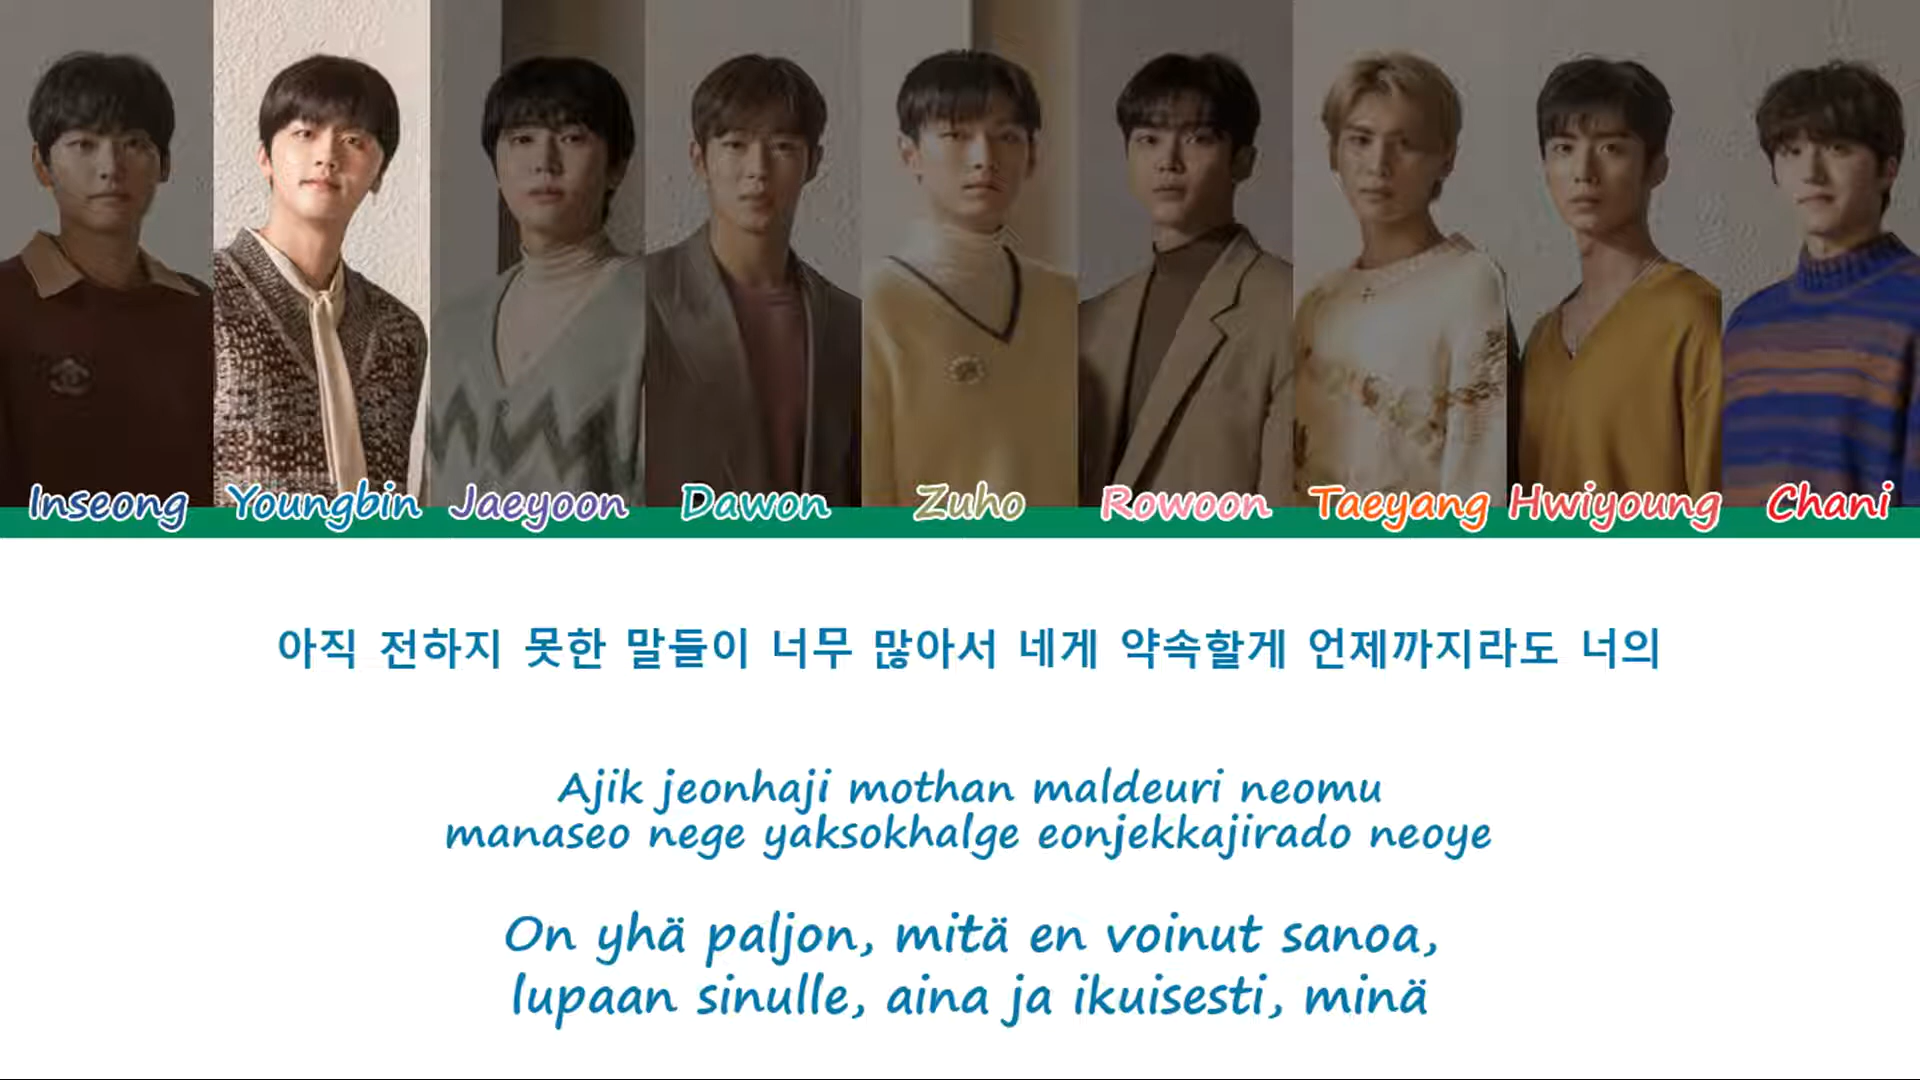 Inseong Youngbin Jaeyoon Dawon Zuho Rowoon Taeyang Hwiyoung Chani
아직 전하지 못한 말들이 너무 많아서 네게 약속할게 언제까지라도 너의
Ajik jeonhaji mothan maldeuri neomu
manaseo nege yaksokhalge eonjekkajirado neoye
On yhä paljon, mitä en voinut sanoa,
lupaan sinulle, aina ja ikuisesti, minä